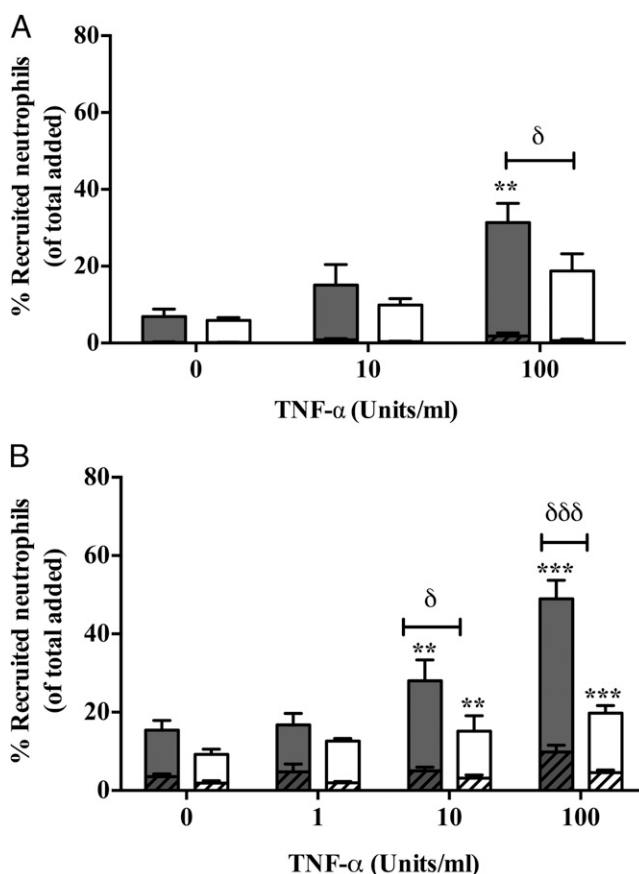 A
80
60
40
20
0
% Recruited neutrophils
(of total added)
δ
**
0 10 100
TNF-α (Units/ml)
B
80
60
40
20
0
% Recruited neutrophils
(of total added)
δδδ
***
δ
**
**
***
0 1 10 100
TNF-α (Units/ml)